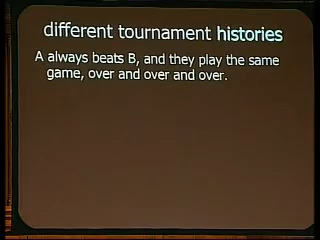 different tournament histories
A always beats B, and they play the same
game, over and over and over.